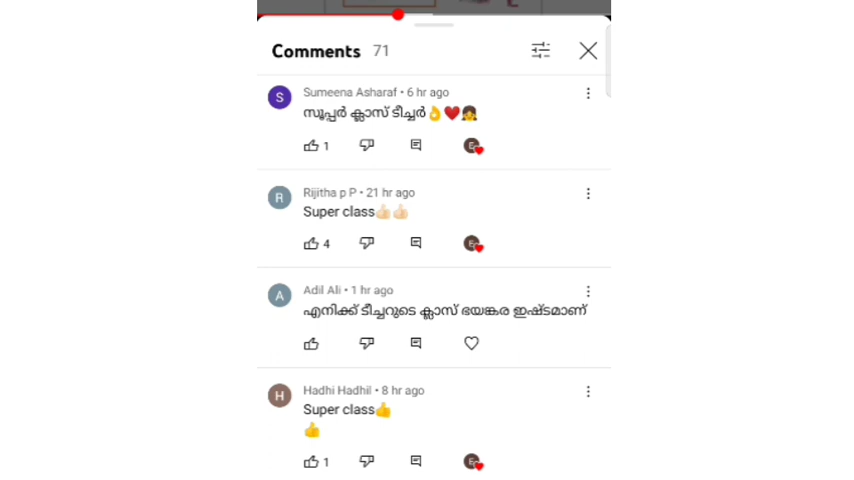 Comments 71
Sumeena Asharaf • 6 hr ago
സൂപ്പർ ക്ലാസ് ടീച്ചർ👌❤️👧
1
Rijitha p P • 21 hr ago
Super class👍🏻👍🏻
4
Adil Ali • 1 hr ago
എനിക്ക് ടീച്ചറുടെ ക്ലാസ് ഭയങ്കര ഇഷ്ടമാണ്
Hadhi Hadhil • 8 hr ago
Super class👍
👍
1
S
R
A
H
E
E
E